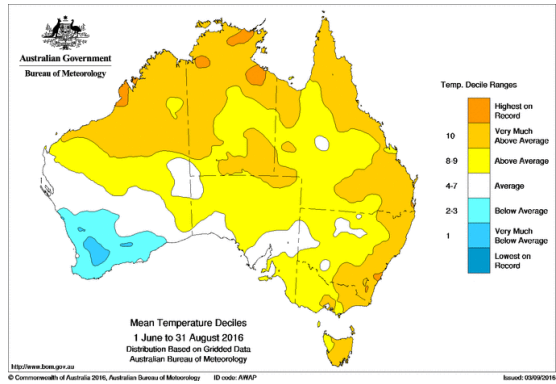 Australian Government
Bureau of Meteorology
Temp. Decile Ranges
Highest on
Record
10
Very Much
Above Average
8-9
Above Average
4-7
Average
2-3
Below Average
1
Very Much
Below Average
Lowest on
Record
Mean Temperature Deciles
1 June to 31 August 2016
Distribution Based on Gridded Data
Australian Bureau of Meteorology
http://www.bom.gov.au
© Commonwealth of Australia 2016, Australian Bureau of Meteorology ID code: AWAP Issued: 03/09/2016